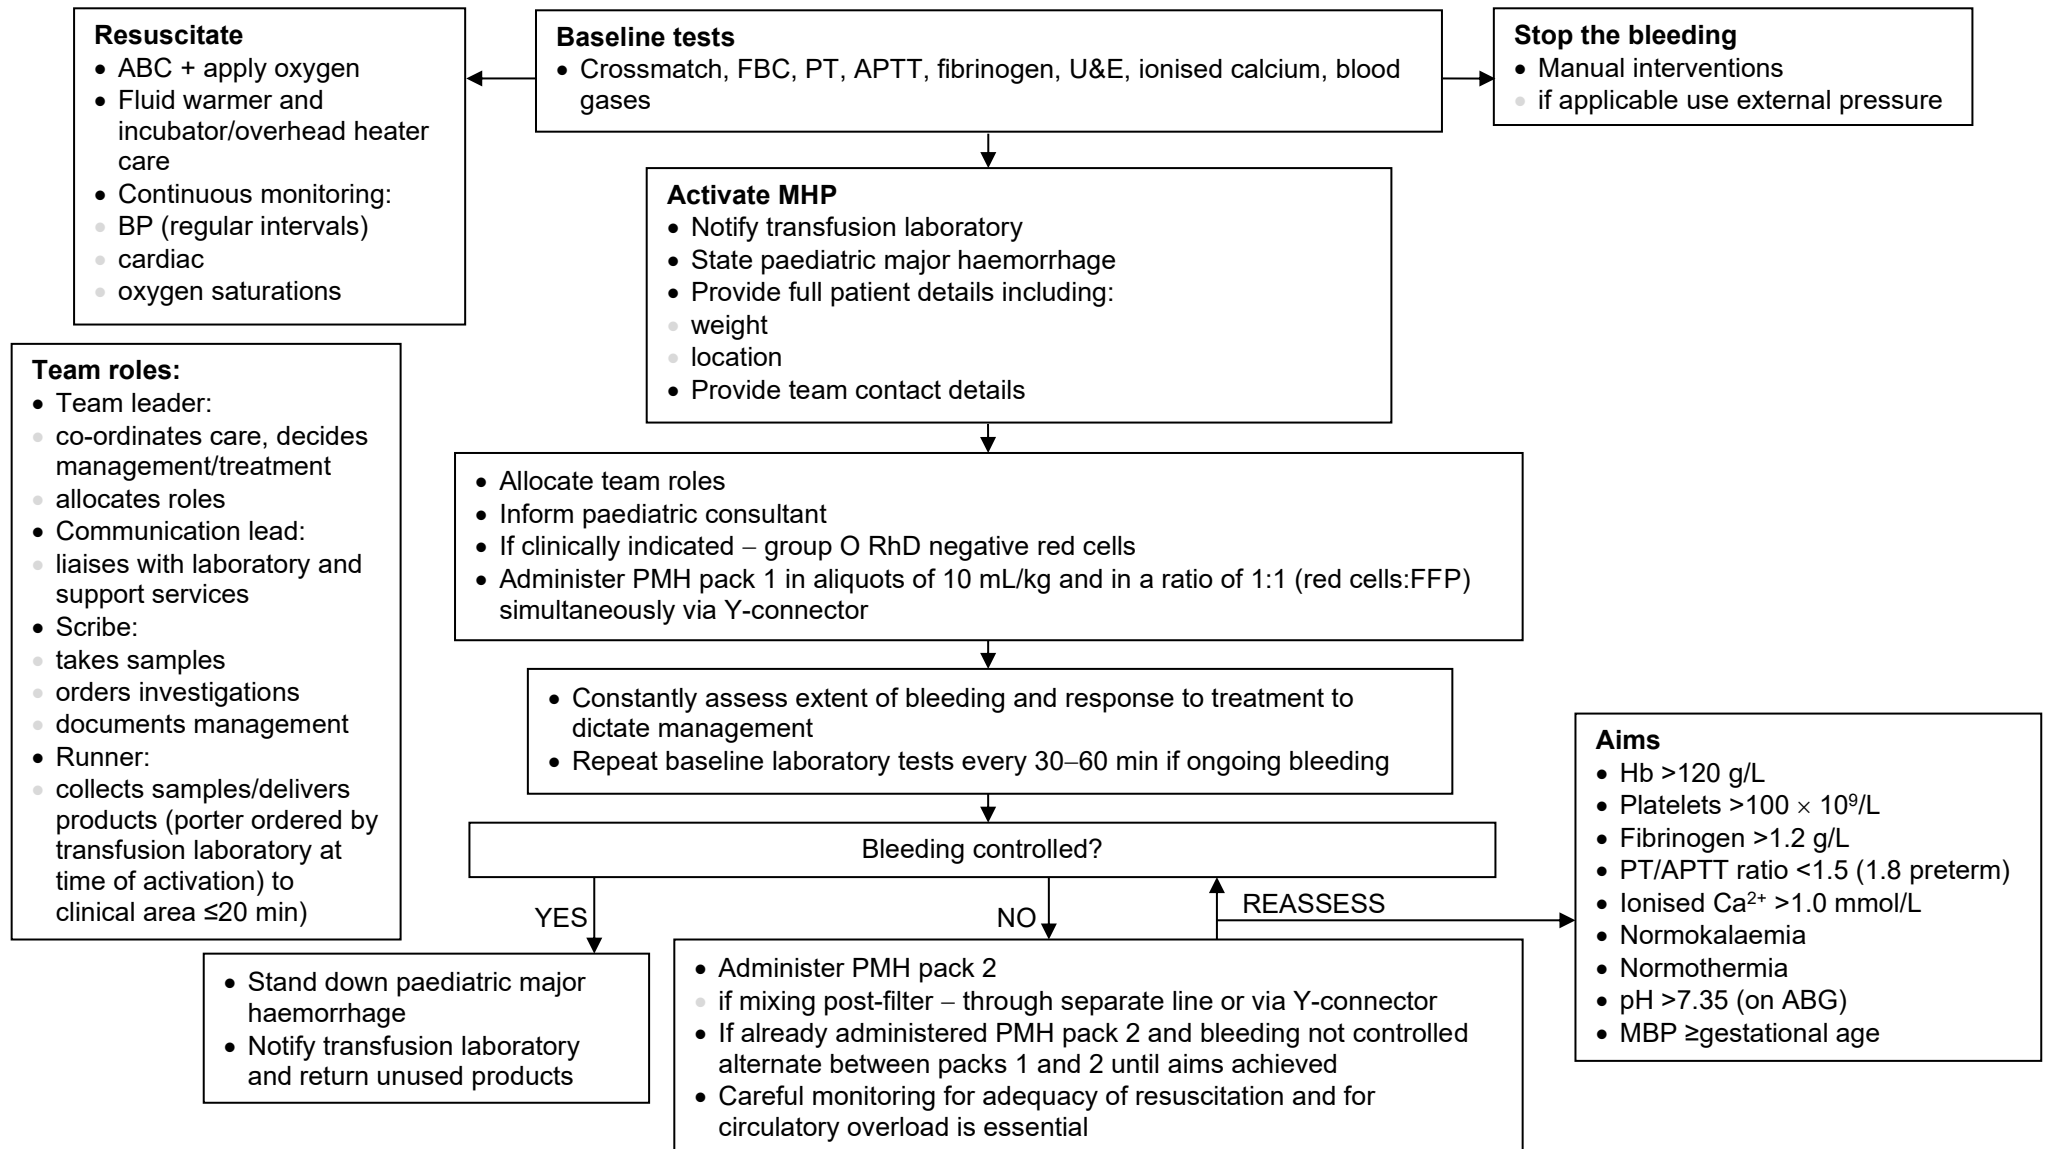 Resuscitate
• ABC + apply oxygen
• Fluid warmer and
incubator/overhead heater
care
• Continuous monitoring:
• BP (regular intervals)
• cardiac
• oxygen saturations
Baseline tests
• Crossmatch, FBC, PT, APTT, fibrinogen, U&E, ionised calcium, blood
gases
Stop the bleeding
• Manual interventions
• if applicable use external pressure
Activate MHP
• Notify transfusion laboratory
• State paediatric major haemorrhage
• Provide full patient details including:
• weight
• location
• Provide team contact details
Team roles:
• Team leader:
• co-ordinates care, decides
management/treatment
• allocates roles
• Communication lead:
• liaises with laboratory and
support services
• Scribe:
• takes samples
• orders investigations
• documents management
• Runner:
• collects samples/delivers
products (porter ordered by
transfusion laboratory at
time of activation) to
clinical area ≤20 min)
• Allocate team roles
• Inform paediatric consultant
• If clinically indicated – group O RhD negative red cells
• Administer PMH pack 1 in aliquots of 10 mL/kg and in a ratio of 1:1 (red cells:FFP)
simultaneously via Y-connector
• Constantly assess extent of bleeding and response to treatment to
dictate management
• Repeat baseline laboratory tests every 30–60 min if ongoing bleeding
Bleeding controlled?
YES
NO
REASSESS
• Stand down paediatric major
haemorrhage
• Notify transfusion laboratory
and return unused products
• Administer PMH pack 2
• if mixing post-filter – through separate line or via Y-connector
• If already administered PMH pack 2 and bleeding not controlled
alternate between packs 1 and 2 until aims achieved
• Careful monitoring for adequacy of resuscitation and for
circulatory overload is essential
Aims
• Hb >120 g/L
• Platelets >100 × 10⁹/L
• Fibrinogen >1.2 g/L
• PT/APTT ratio <1.5 (1.8 preterm)
• Ionised Ca²⁺ >1.0 mmol/L
• Normokalaemia
• Normothermia
• pH >7.35 (on ABG)
• MBP ≥gestational age